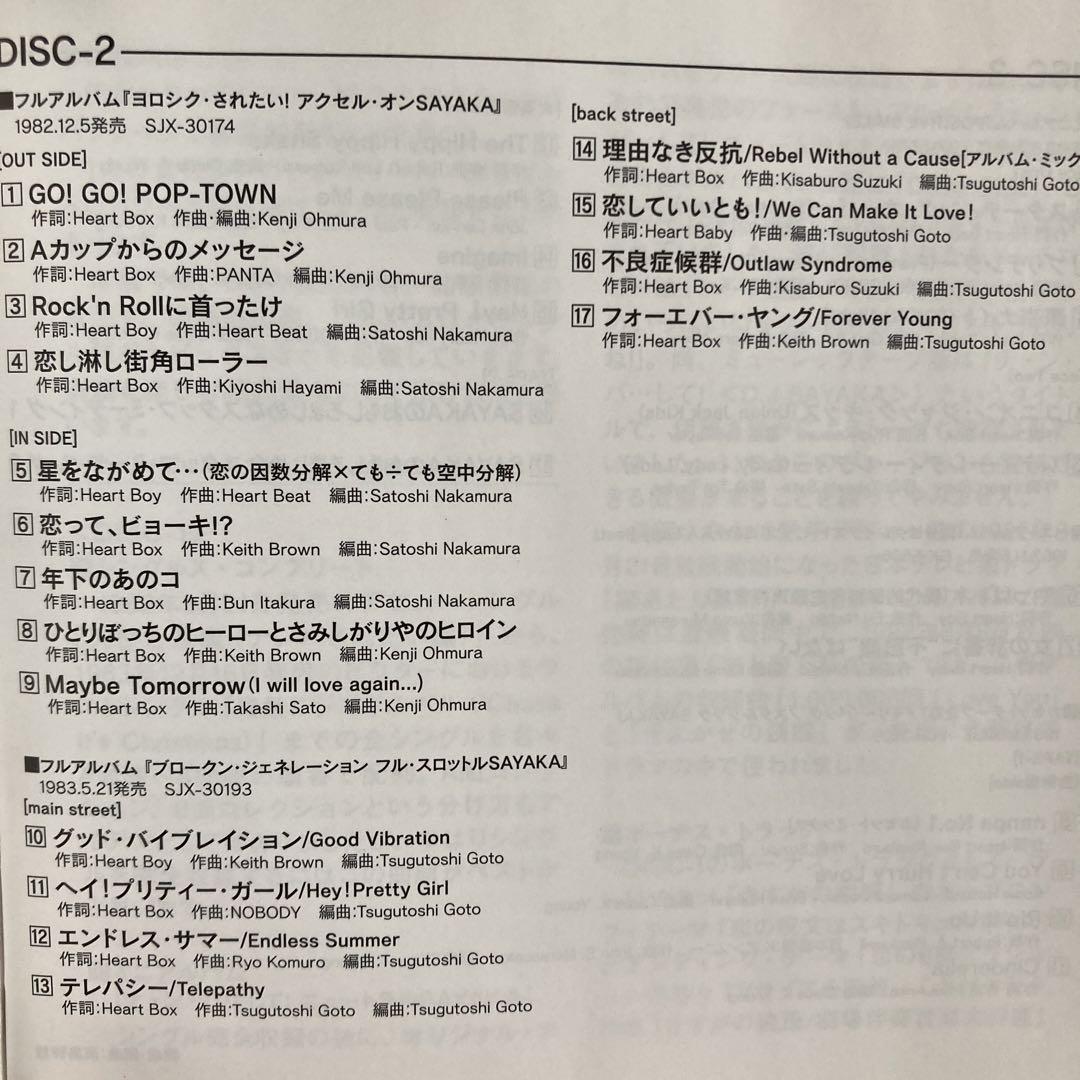 DISC-2
■フルアルバム『ヨロシク・されたい! アクセル・オンSAYAKA』
1982.12.5発売 SJX-30174
[OUT SIDE]
1 GO! GO! POP-TOWN
作詞:Heart Box 作曲・編曲:Kenji Ohmura
2 Aカップからのメッセージ
作詞:Heart Box 作曲:PANTA 編曲:Kenji Ohmura
3 Rock'n Rollに首ったけ
作詞:Heart Boy 作曲:Heart Beat 編曲:Satoshi Nakamura
4 恋し淋し街角ローラー
作詞:Heart Box 作曲:Kiyoshi Hayami 編曲:Satoshi Nakamura
[IN SIDE]
5 星をながめて…(恋の因数分解×ても÷ても空中分解)
作詞:Heart Boy 作曲:Heart Beat 編曲:Satoshi Nakamura
6 恋って、ビョーキ!?
作詞:Heart Box 作曲:Keith Brown 編曲:Satoshi Nakamura
7 年下のあのコ
作詞:Heart Box 作曲:Bun Itakura 編曲:Satoshi Nakamura
8 ひとりぼっちのヒーローとさみしがりやのヒロイン
作詞:Heart Box 作曲:Keith Brown 編曲:Kenji Ohmura
9 Maybe Tomorrow(I will love again...)
作詞:Heart Box 作曲:Takashi Sato 編曲:Kenji Ohmura
■フルアルバム『ブロークン・ジェネレーション フル・スロットルSAYAKA』
1983.5.21発売 SJX-30193
[main street]
10 グッド・バイブレイション/Good Vibration
作詞:Heart Boy 作曲:Keith Brown 編曲:Tsugutoshi Goto
11 ヘイ!プリティー・ガール/Hey!Pretty Girl
作詞:Heart Box 作曲:NOBODY 編曲:Tsugutoshi Goto
12 エンドレス・サマー/Endless Summer
作詞:Heart Box 作曲:Ryo Komuro 編曲:Tsugutoshi Goto
13 テレパシー/Telepathy
作詞:Heart Box 作曲:Tsugutoshi Goto 編曲:Tsugutoshi Goto
[back street]
14 理由なき反抗/Rebel Without a Cause[アルバム・ミック
作詞:Heart Box 作曲:Kisaburo Suzuki 編曲:Tsugutoshi Goto
15 恋していいとも!/We Can Make It Love!
作詞:Heart Baby 作曲・編曲:Tsugutoshi Goto
16 不良症候群/Outlaw Syndrome
作詞:Heart Box 作曲:Kisaburo Suzuki 編曲:Tsugutoshi Goto
17 フォーエバー・ヤング/Forever Young
作詞:Heart Box 作曲:Keith Brown 編曲:Tsugutoshi Goto